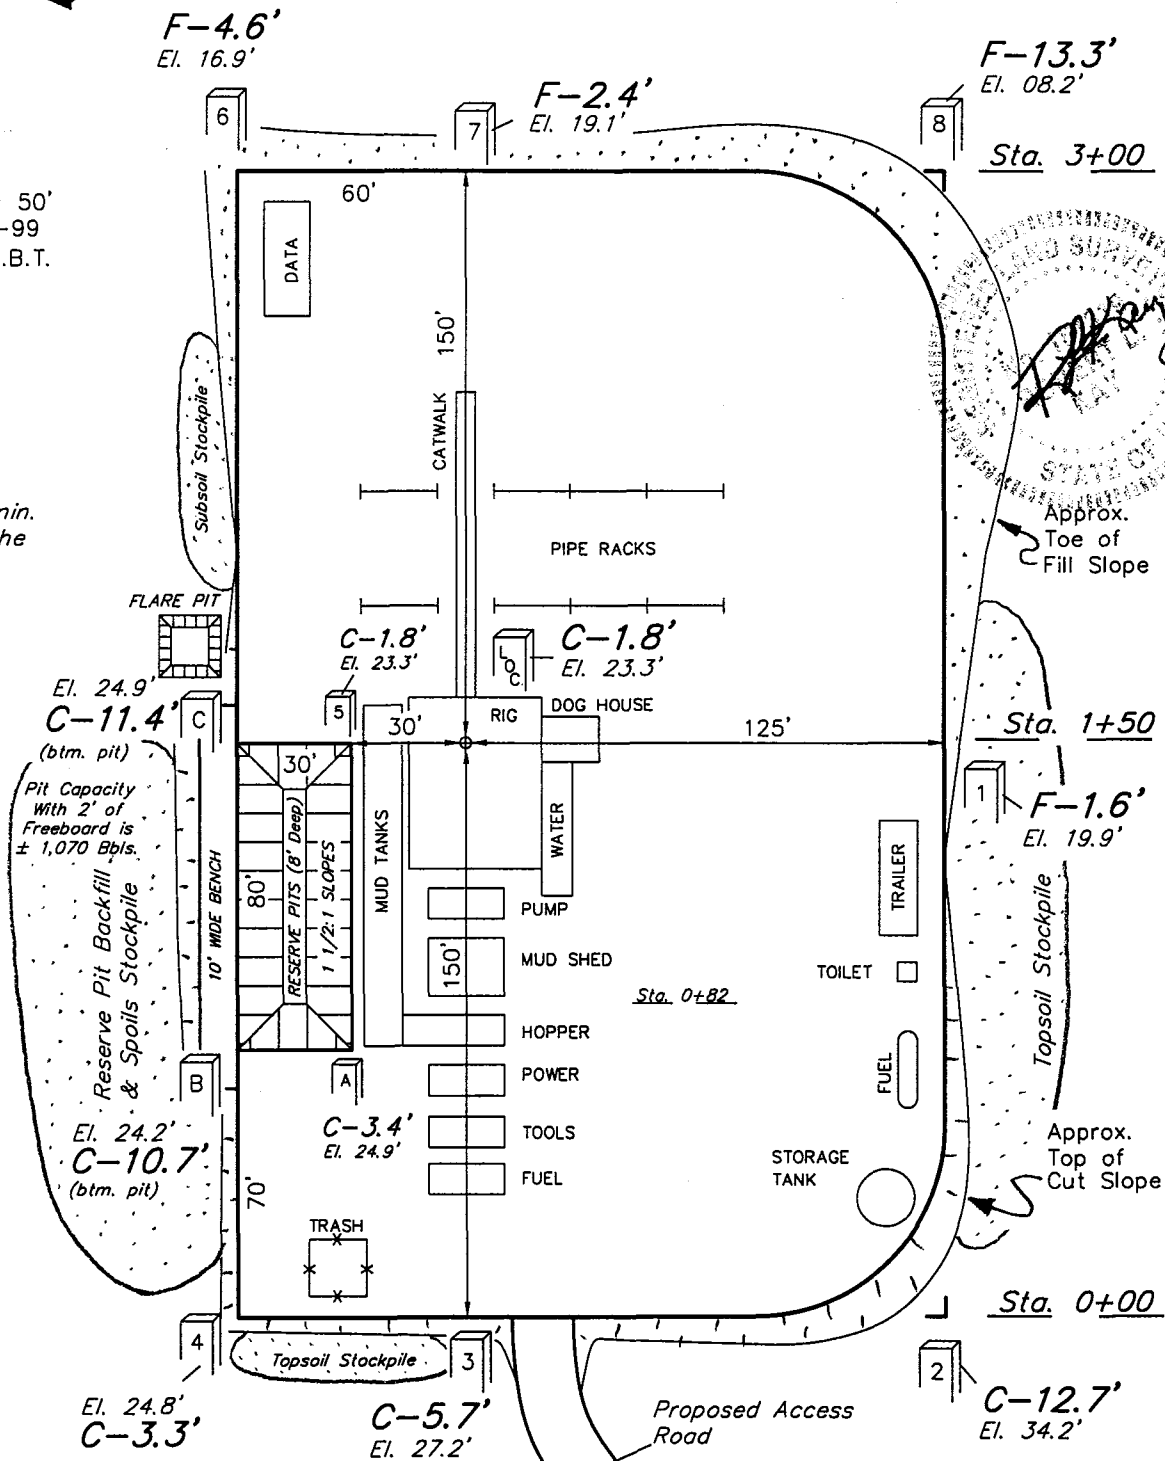 F-4.6'
El. 16.9'
F-2.4'
El. 19.1'
F-13.3'
El. 08.2'
6
7
8
Sta. 3+00
50'
-99
.B.T.
60'
DATA
150'
CATWALK
LAND SURVE
STATE OF
Subsoil Stockpile
min.
he
Approx.
Toe of
Fill Slope
PIPE RACKS
FLARE PIT
C-1.8'
El. 23.3'
LOC.
C-1.8'
El. 23.3'
El. 24.9'
C-11.4'
(btm. pit)
C
5
30'
RIG
DOG HOUSE
125'
Sta. 1+50
Pit Capacity
With 2' of
Freeboard is
± 1,070 Bbls.
30'
1
F-1.6'
El. 19.9'
10' WIDE BENCH
80'
RESERVE PITS (8' Deep)
1 1/2:1 SLOPES
MUD TANKS
WATER
TRAILER
PUMP
MUD SHED
150'
Sta. 0+82
TOILET
HOPPER
POWER
TOOLS
FUEL
FUEL
Topsoil Stockpile
Reserve Pit Backfill
& Spoils Stockpile
B
A
El. 24.2'
C-10.7'
(btm. pit)
C-3.4'
El. 24.9'
70'
STORAGE
TANK
Approx.
Top of
Cut Slope
TRASH
Sta. 0+00
4
Topsoil Stockpile
3
2
El. 24.8'
C-3.3'
C-5.7'
El. 27.2'
Proposed Access
Road
C-12.7'
El. 34.2'